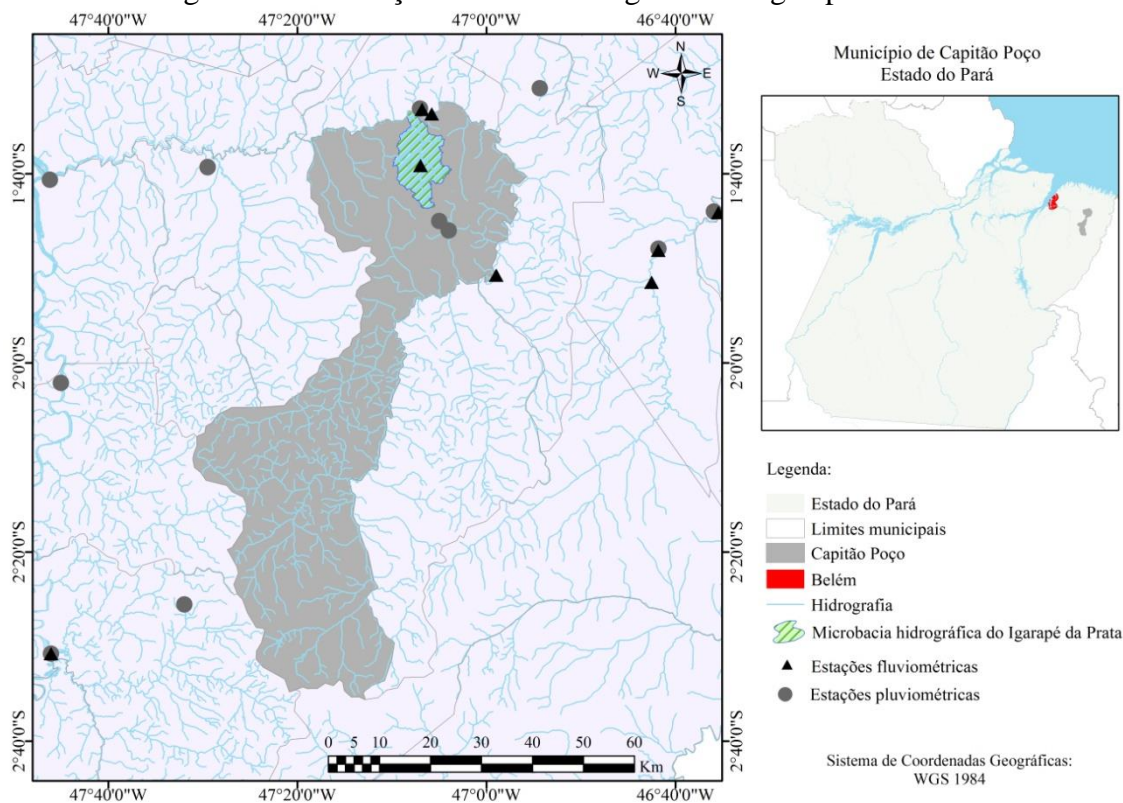 47°40'0"W 47°20'0"W 47°0'0"W 46°40'0"W
N
W E
S
1°40'0"S
2°0'0"S
2°20'0"S
2°40'0"S
1°40'0"S
2°0'0"S
2°20'0"S
2°40'0"S
0 5 10 20 30 40 50 60
Km
47°40'0"W 47°20'0"W 47°0'0"W 46°40'0"W
Município de Capitão Poço
Estado do Pará
Legenda:
Estado do Pará
Limites municipais
Capitão Poço
Belém
Hidrografia
Microbacia hidrográfica do Igarapé da Prata
Estações fluviométricas
Estações pluviométricas
Sistema de Coordenadas Geográficas:
WGS 1984